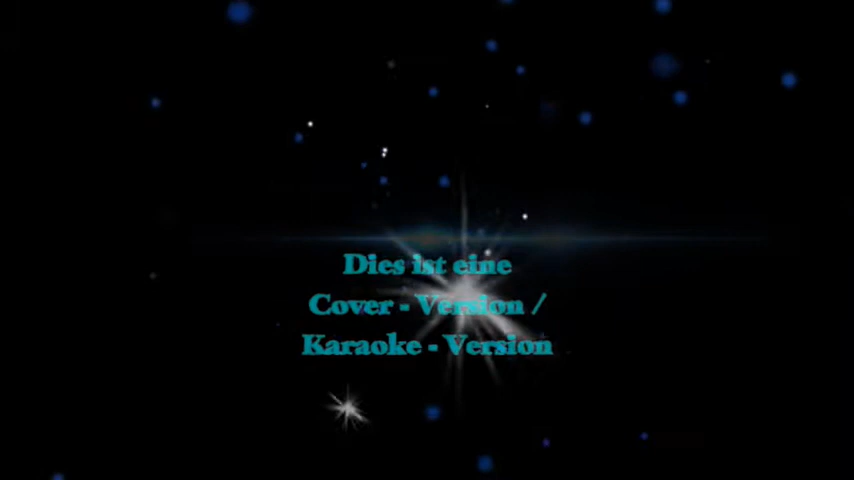 Dies ist eine
Cover - Version /
Karaoke - Version